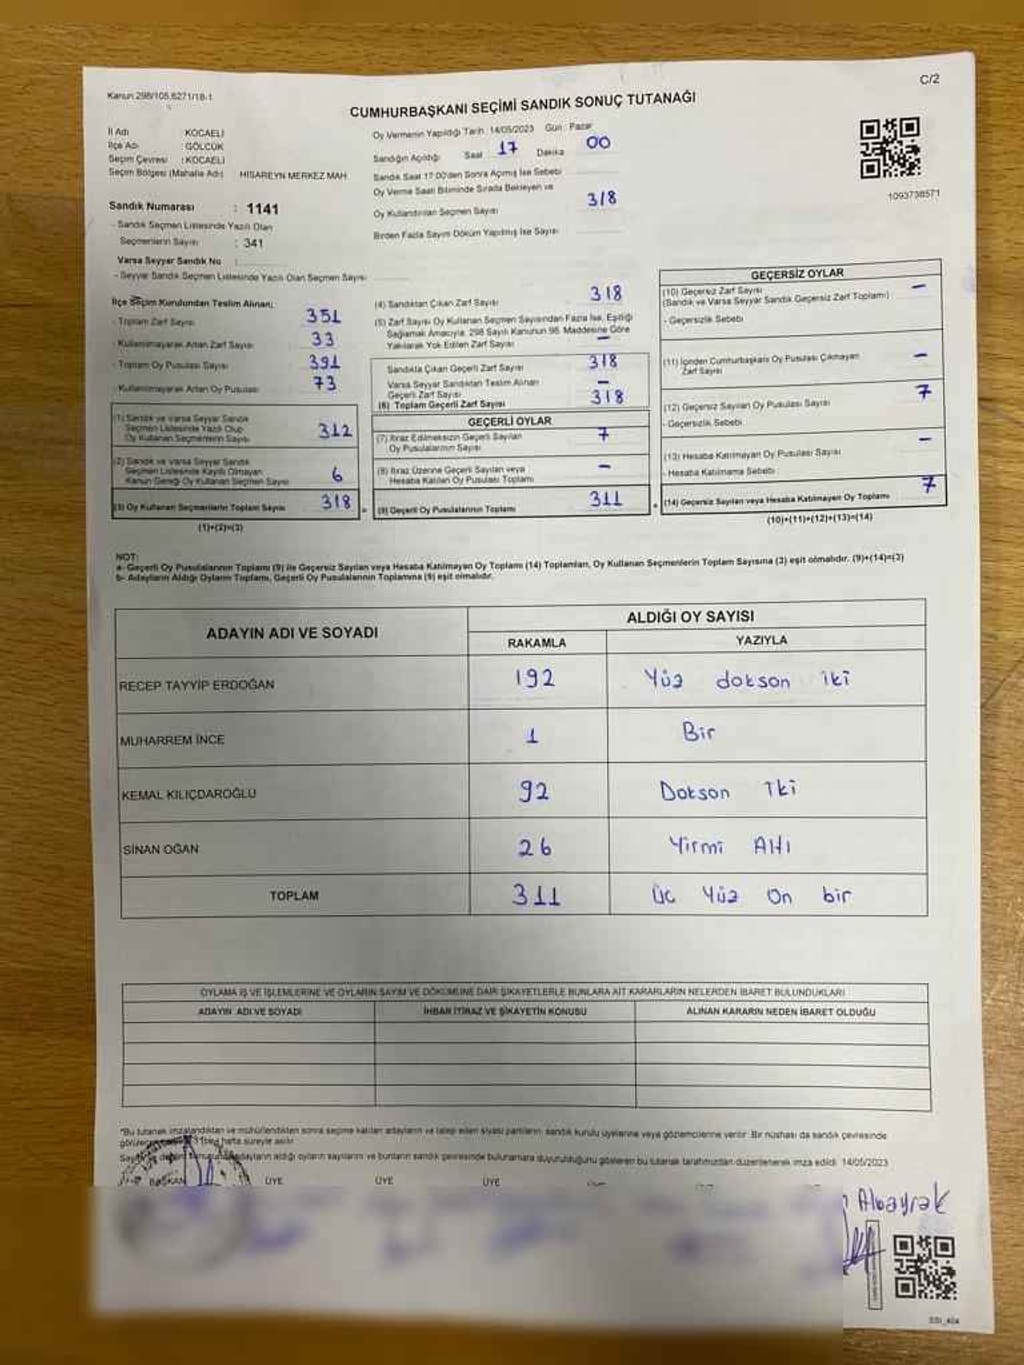 Kanun 298/105,6271/18-1
C/2
CUMHURBAŞKANI SEÇİMİ SANDIK SONUÇ TUTANAĞI
İl Adı : KOCAELİ
İlçe Adı : GÖLCÜK
Seçim Çevresi : KOCAELİ
Seçim Bölgesi (Mahalle Adı) : HISAREYN MERKEZ MAH.
Sandık Numarası : 1141
- Sandık Seçmen Listesinde Yazılı Olan
Seçmenlerin Sayısı : 341
Varsa Seyyar Sandık No :
- Seyyar Sandık Seçmen Listesinde Yazılı Olan Seçmen Sayısı
Oy Vermenin Yapıldığı Tarih : 14/05/2023 Gün : Pazar
Sandığın Açıldığı Saat 17 Dakika 00
Sandık Saat 17:00'den Sonra Açılmış İse Sebebi
Oy Verme Saati Bitiminde Sırada Bekleyen ve
Oy Kullandırılan Seçmen Sayısı 318
Birden Fazla Sayım Döküm Yapılmış İse Sayısı
1093738571
İlçe Seçim Kurulundan Teslim Alınan;
- Toplam Zarf Sayısı 351
- Kullanılmayarak Artan Zarf Sayısı 33
- Toplam Oy Pusulası Sayısı 391
- Kullanılmayarak Artan Oy Pusulası 73
(1) Sandık ve Varsa Seyyar Sandık
Seçmen Listesinde Yazılı Olup
Oy Kullanan Seçmenlerin Sayısı 312
(2) Sandık ve Varsa Seyyar Sandık
Seçmen Listesinde Kayıtlı Olmayan
Kanun Gereği Oy Kullanan Seçmen Sayısı 6
(3) Oy Kullanan Seçmenlerin Toplam Sayısı 318
(1)+(2)=(3)
(4) Sandıktan Çıkan Zarf Sayısı 318
(5) Zarf Sayısı Oy Kullanan Seçmen Sayısından Fazla İse, Eşitliği
Sağlamak Amacıyla, 298 Sayılı Kanunun 98. Maddesine Göre
Yakılarak Yok Edilen Zarf Sayısı –
Sandıkta Çıkan Geçerli Zarf Sayısı 318
Varsa Seyyar Sandıktan Teslim Alınan
Geçerli Zarf Sayısı –
(6) Toplam Geçerli Zarf Sayısı 318
GEÇERLİ OYLAR
(7) İtiraz Edilmeksizin Geçerli Sayılan
Oy Pusulalarının Sayısı 7
(8) İtiraz Üzerine Geçerli Sayılan veya
Hesaba Katılan Oy Pusulaları Toplamı –
(9) Geçerli Oy Pusulalarının Toplamı 311
GEÇERSİZ OYLAR
(10) Geçersiz Zarf Sayısı –
(Sandık ve Varsa Seyyar Sandık Geçersiz Zarf Toplamı)
- Geçersizlik Sebebi
(11) İçinden Cumhurbaşkanı Oy Pusulası Çıkmayan
Zarf Sayısı –
(12) Geçersiz Sayılan Oy Pusulası Sayısı 7
- Geçersizlik Sebebi
(13) Hesaba Katılmayan Oy Pusulası Sayısı –
- Hesaba Katılmama Sebebi
(14) Geçersiz Sayılan veya Hesaba Katılmayan Oy Toplamı 7
(10)+(11)+(12)+(13)=(14)
NOT:
a- Geçerli Oy Pusulalarının Toplamı (9) ile Geçersiz Sayılan veya Hesaba Katılmayan Oy Toplamı (14) Toplamları, Oy Kullanan Seçmenlerin Toplam Sayısına (3) eşit olmalıdır. (9)+(14)=(3)
b- Adayların Aldığı Oyların Toplamı, Geçerli Oy Pusulalarının Toplamına (9) eşit olmalıdır.
ADAYIN ADI VE SOYADI
ALDIĞI OY SAYISI
RAKAMLA YAZIYLA
RECEP TAYYİP ERDOĞAN 192 Yüz dokson iki
MUHARREM İNCE 1 Bir
KEMAL KILIÇDAROĞLU 92 Dokson İki
SİNAN OĞAN 26 Yirmi Altı
TOPLAM 311 Üç Yüz On bir
OYLAMA İŞ VE İŞLEMLERİNE VE OYLARIN SAYIM VE DÖKÜMÜNE DAİR ŞİKAYETLERLE BUNLARA AİT KARARLARIN NELERDEN İBARET BULUNDUKLARI
ADAYIN ADI VE SOYADI İHBAR İTİRAZ VE ŞİKAYETİN KONUSU ALINAN KARARIN NEDEN İBARET OLDUĞU
*Bu tutanak imzalandıktan ve mühürlendikten sonra seçime katılan adayların ve talep eden siyasi partilerin sandık kurulu üyelerine veya gözlemcilerine verilir. Bir nüshası da sandık çevresinde
bir hafta süreyle asılır.
adayların aldığı oyların sayılarını ve bunların sandık çevresinde bulunanlara duyurulduğunu gösteren bu tutanak tarafımızdan düzenlenerek imza edildi. 14/05/2023
BAŞKAN ÜYE ÜYE ÜYE
Albayrak